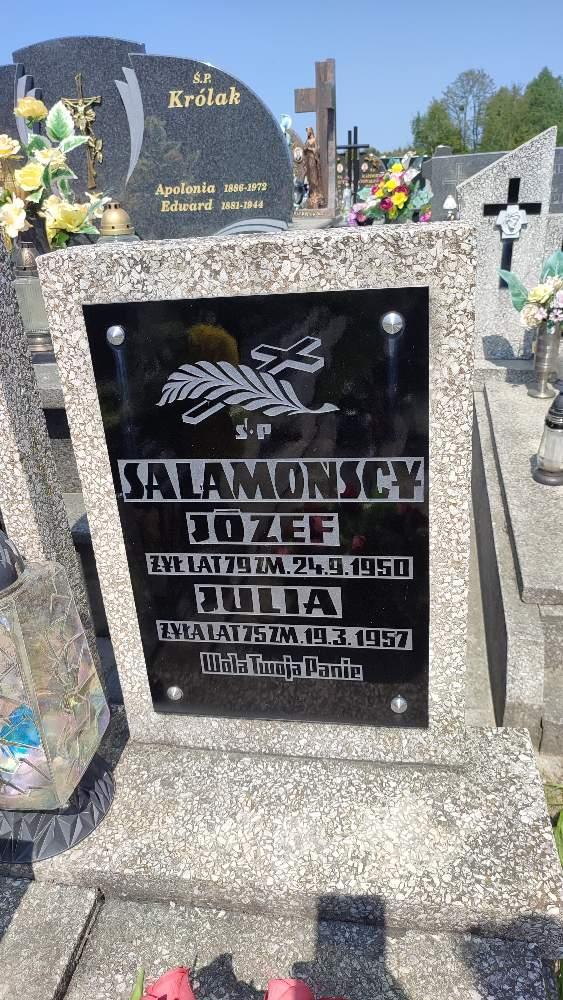 Ś.P.
Królak
Apolonia 1886-1972
Edward 1881-1944
Ś·P
SALAMOŃSCY
JÓZEF
ŻYŁ LAT 79 ZM. 24.9.1950
JULIA
ŻYŁA LAT 75 ZM. 19.3.1957
Wola Twoja Panie